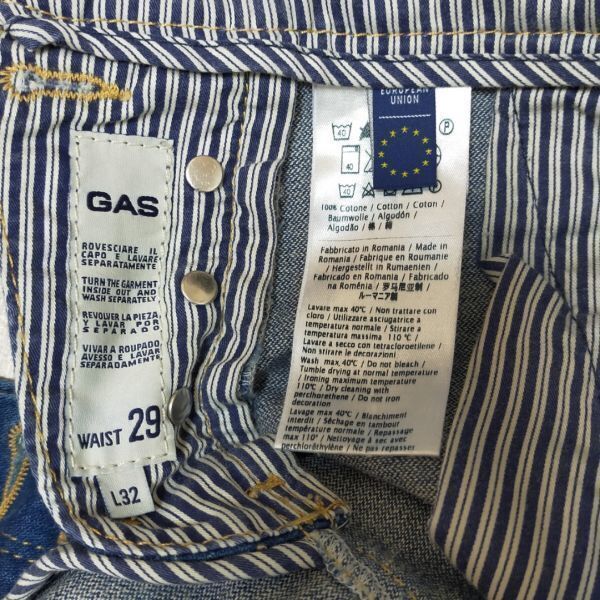 GAS
ROVESCIARE IL
CAPO E LAVARE
SEPARATAMENTE
TURN THE GARMENT
INSIDE OUT AND
WASH SEPARATELY
REVOLVER LA PIEZA,
Y LAVAR POR
SEPARADO
VIVAR A ROUPADO,
AVESSO E LAVAR
SEPARADAMENTE
WAIST 29
L32
EUROPEAN
UNION
40
P
40
40
100% Cotone / Cotton / Coton /
Baumwolle / Algodón /
Algodão / 棉 / 綿
Fabbricato in Romania / Made in
Romania / Fabrique en Roumanie
/ Hergestellt in Rumaenien /
Fabricado en Romania / Fabricado
na Roménia / 罗马尼亚制 /
ルーマニア製
Lavare max 40°C / Non trattare con
cloro / Utilizzare asciugatrice a
temperatura normale / Stirare a
temperatura massima 110 °C /
Lavare a secco con tetracloroetilene /
Non stirare le decorazioni
Wash max. 40°C / Do not bleach /
Tumble drying at normal temperature
/ Ironing maximum temperature
110°C / Dry clean with
perchlorethylene / Do not iron
decoration
Lavage max 40°C / Blanchiment
interdit / Séchage en tambour
température normale / Repassage
max 110° / Nettoyage à sec avec
perchloréthylène / Ne pas repasser